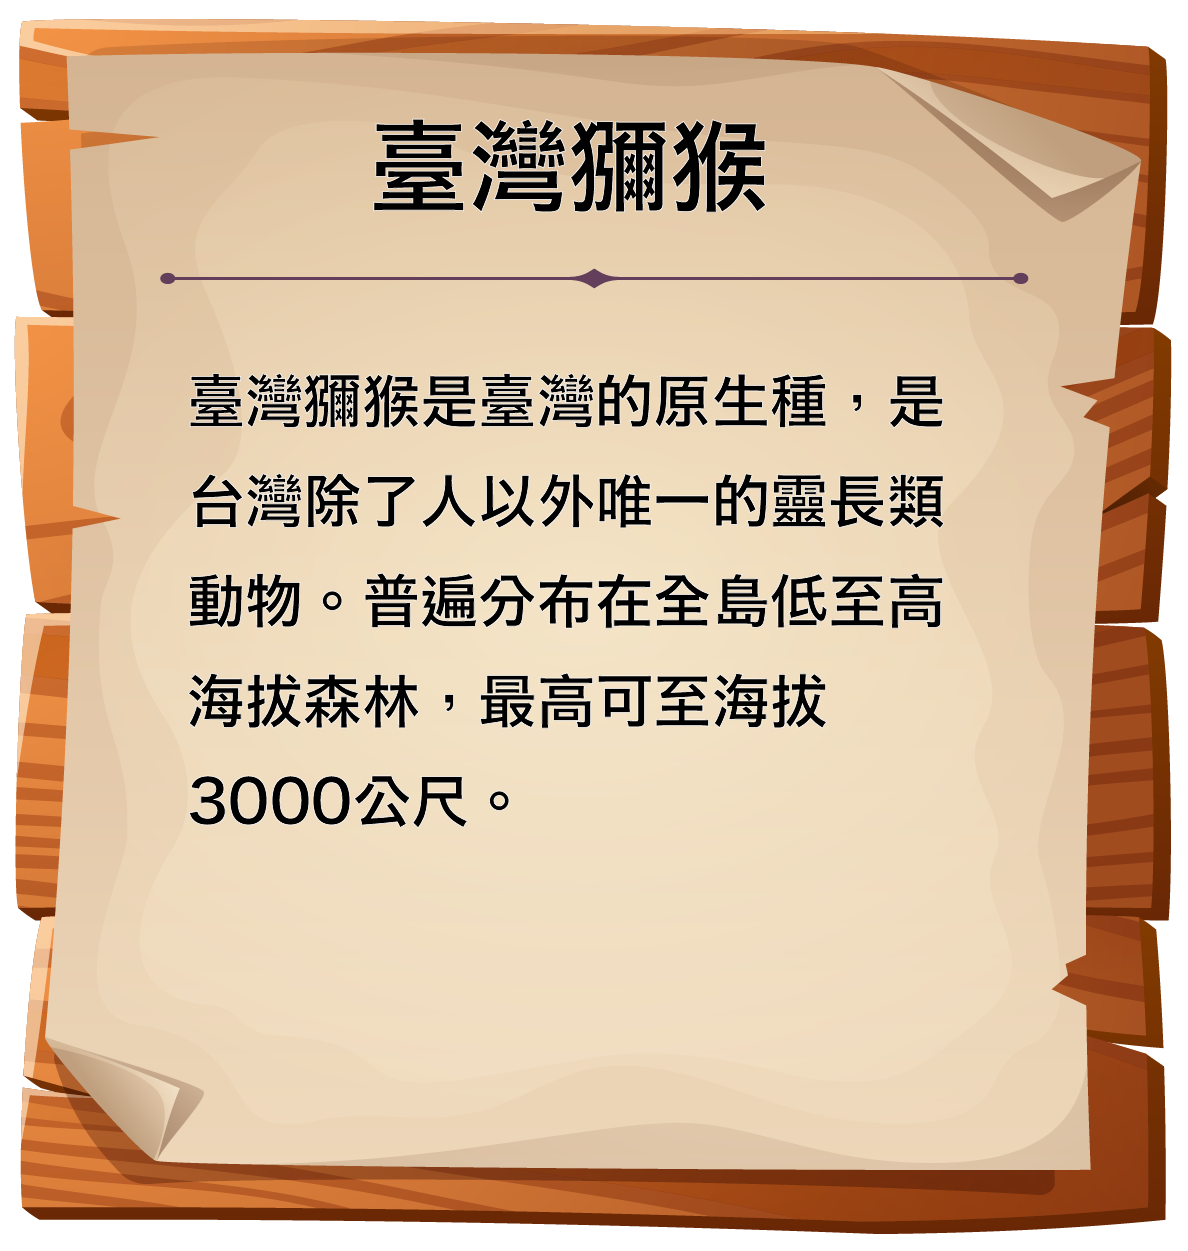 臺灣獼猴
臺灣獼猴是臺灣的原生種，是
台灣除了人以外唯一的靈長類
動物。普遍分布在全島低至高
海拔森林，最高可至海拔
3000公尺。